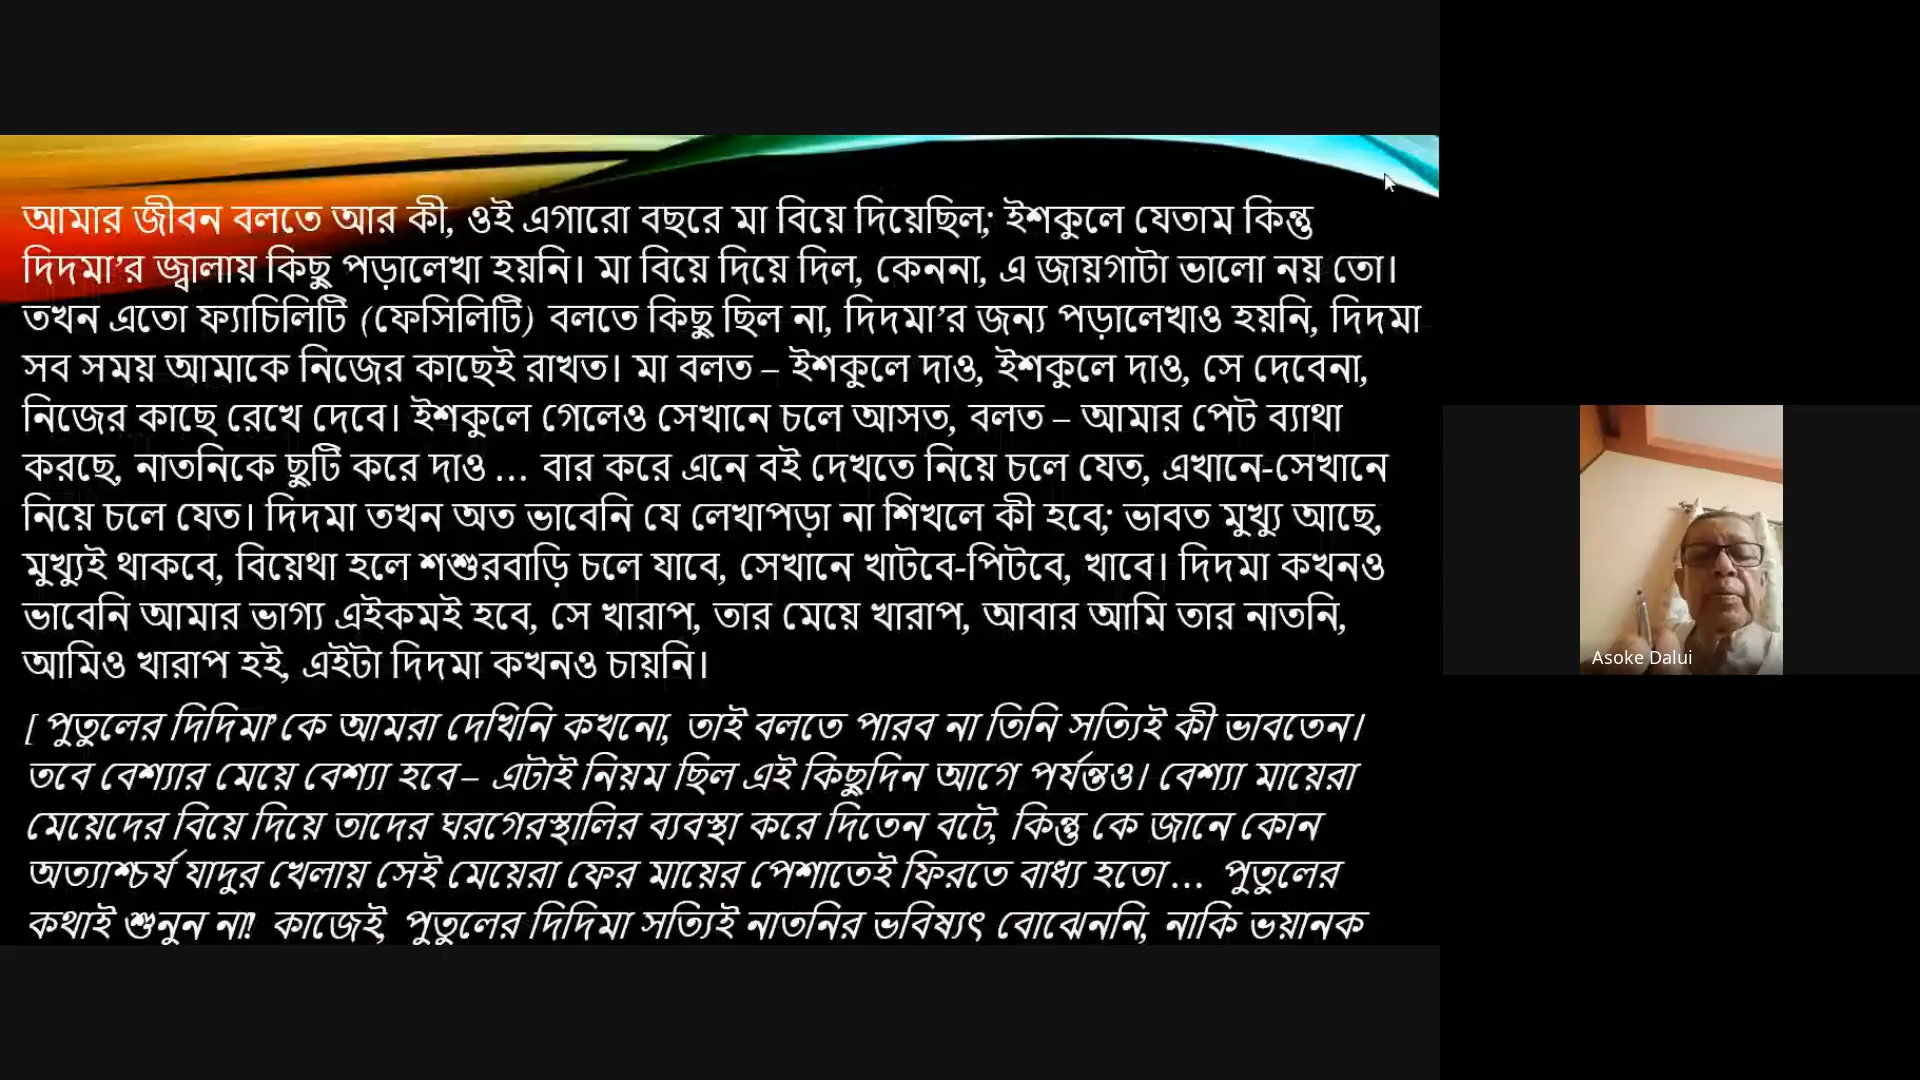 আমার জীবন বলতে আর কী, ওই এগারো বছরে মা বিয়ে দিয়েছিল; ইশকুলে যেতাম কিন্তু
দিদমা’র জ্বালায় কিছু পড়ালেখা হয়নি। মা বিয়ে দিয়ে দিল, কেননা, এ জায়গাটা ভালো নয় তো।
তখন এতো ফ্যাচিলিটি (ফেসিলিটি) বলতে কিছু ছিল না, দিদমা’র জন্য পড়ালেখাও হয়নি, দিদমা
সব সময় আমাকে নিজের কাছেই রাখত। মা বলত – ইশকুলে দাও, ইশকুলে দাও, সে দেবেনা,
নিজের কাছে রেখে দেবে। ইশকুলে গেলেও সেখানে চলে আসত, বলত – আমার পেট ব্যাথা
করছে, নাতনিকে ছুটি করে দাও ... বার করে এনে বই দেখতে নিয়ে চলে যেত, এখানে-সেখানে
নিয়ে চলে যেত। দিদমা তখন অত ভাবেনি যে লেখাপড়া না শিখলে কী হবে; ভাবত মুখ্যু আছে,
মুখ্যুই থাকবে, বিয়েথা হলে শশুরবাড়ি চলে যাবে, সেখানে খাটবে-পিটবে, খাবে। দিদমা কখনও
ভাবেনি আমার ভাগ্য এইকমই হবে, সে খারাপ, তার মেয়ে খারাপ, আবার আমি তার নাতনি,
আমিও খারাপ হই, এইটা দিদমা কখনও চায়নি।
[ পুতুলের দিদিমা’কে আমরা দেখিনি কখনো, তাই বলতে পারব না তিনি সত্যিই কী ভাবতেন।
তবে বেশ্যার মেয়ে বেশ্যা হবে – এটাই নিয়ম ছিল এই কিছুদিন আগে পর্যন্তও। বেশ্যা মায়েরা
মেয়েদের বিয়ে দিয়ে তাদের ঘরগেরস্থালির ব্যবস্থা করে দিতেন বটে, কিন্তু কে জানে কোন
অত্যাশ্চর্য যাদুর খেলায় সেই মেয়েরা ফের মায়ের পেশাতেই ফিরতে বাধ্য হতো ... পুতুলের
কথাই শুনুন না! কাজেই, পুতুলের দিদিমা সত্যিই নাতনির ভবিষ্যৎ বোঝেননি, নাকি ভয়ানক
Asoke Dalui